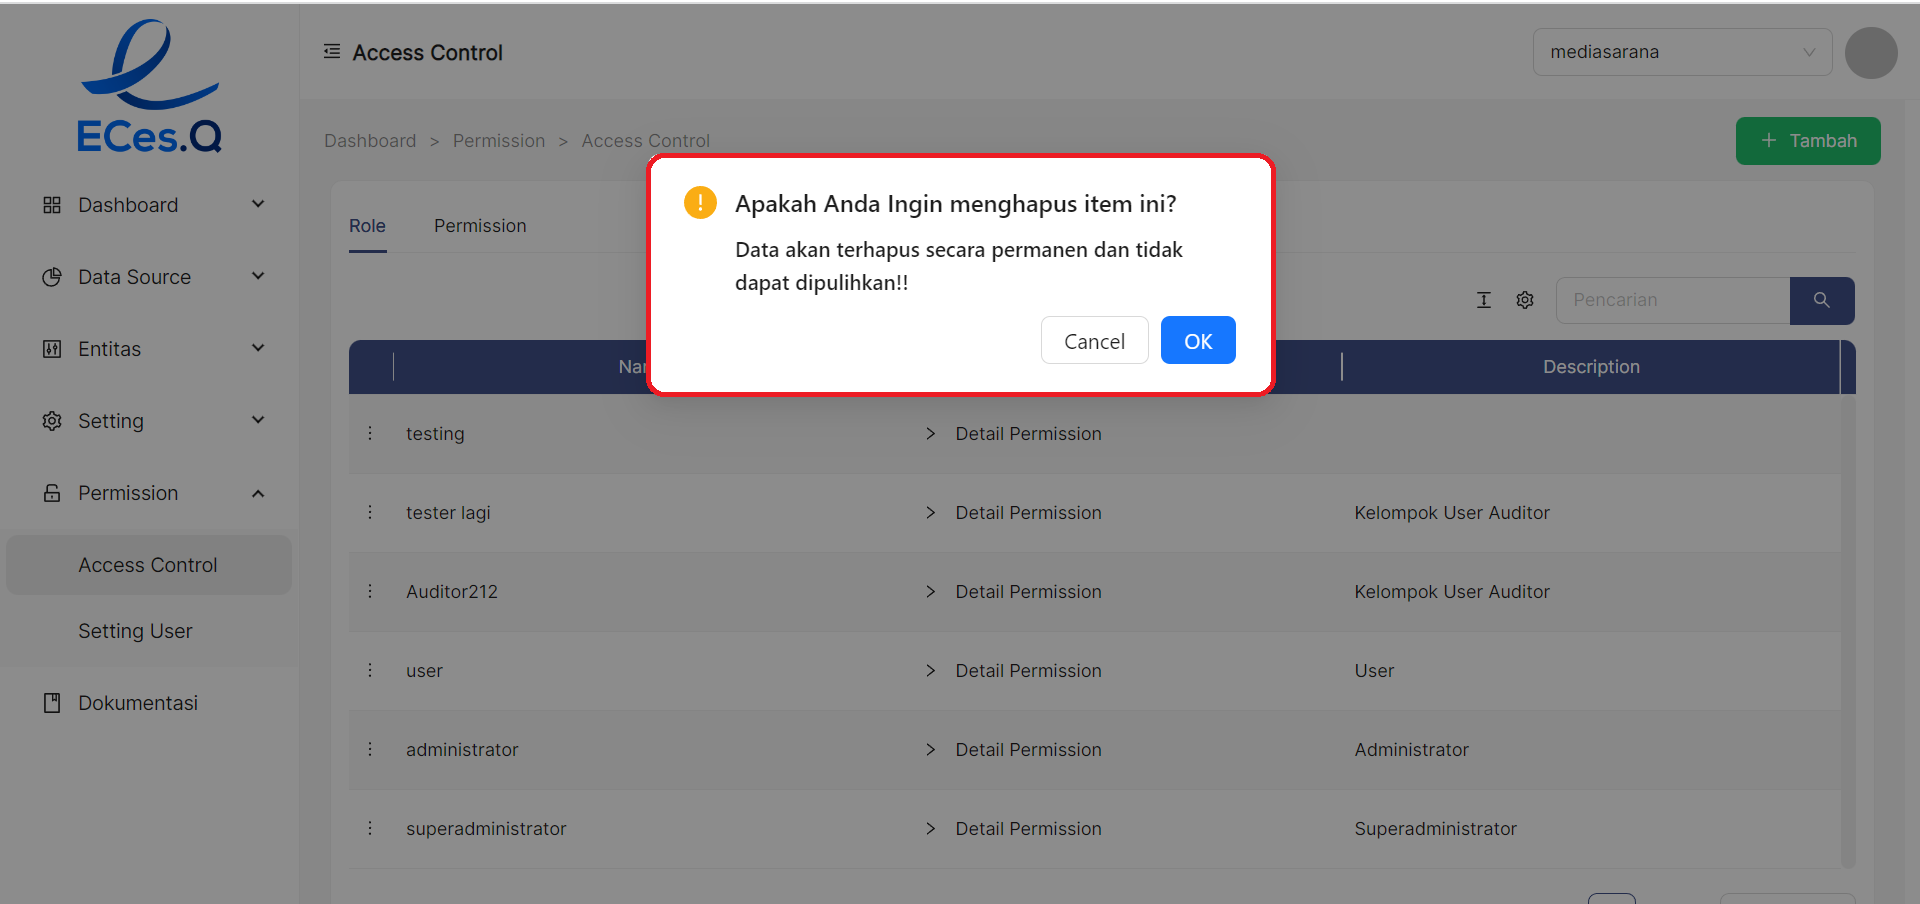 ECes.Q
Access Control
mediasarana
Dashboard > Permission > Access Control
+ Tambah
Dashboard
Data Source
Entitas
Setting
Permission
Access Control
Setting User
Dokumentasi
Apakah Anda Ingin menghapus item ini?
Data akan terhapus secara permanen dan tidak
dapat dipulihkan!!
Cancel OK
Role Permission
Pencarian
Description
testing > Detail Permission
tester lagi > Detail Permission Kelompok User Auditor
Auditor212 > Detail Permission Kelompok User Auditor
user > Detail Permission User
administrator > Detail Permission Administrator
superadministrator > Detail Permission Superadministrator